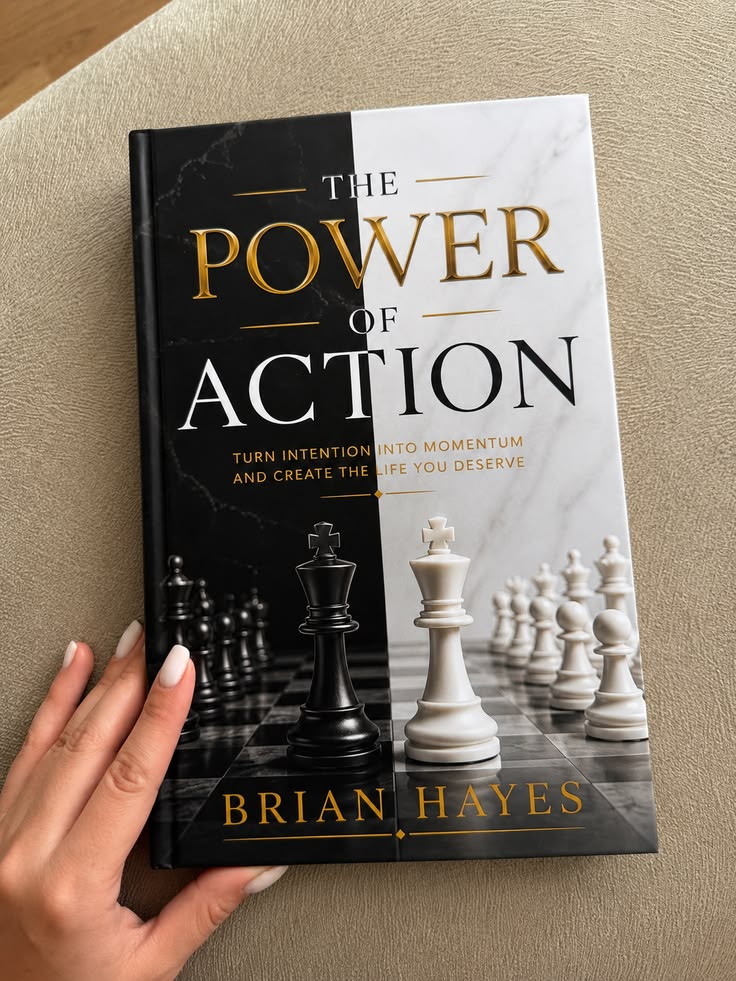 THE
POWER
OF
ACTION
TURN INTENTION INTO MOMENTUM
AND CREATE THE LIFE YOU DESERVE
BRIAN HAYES